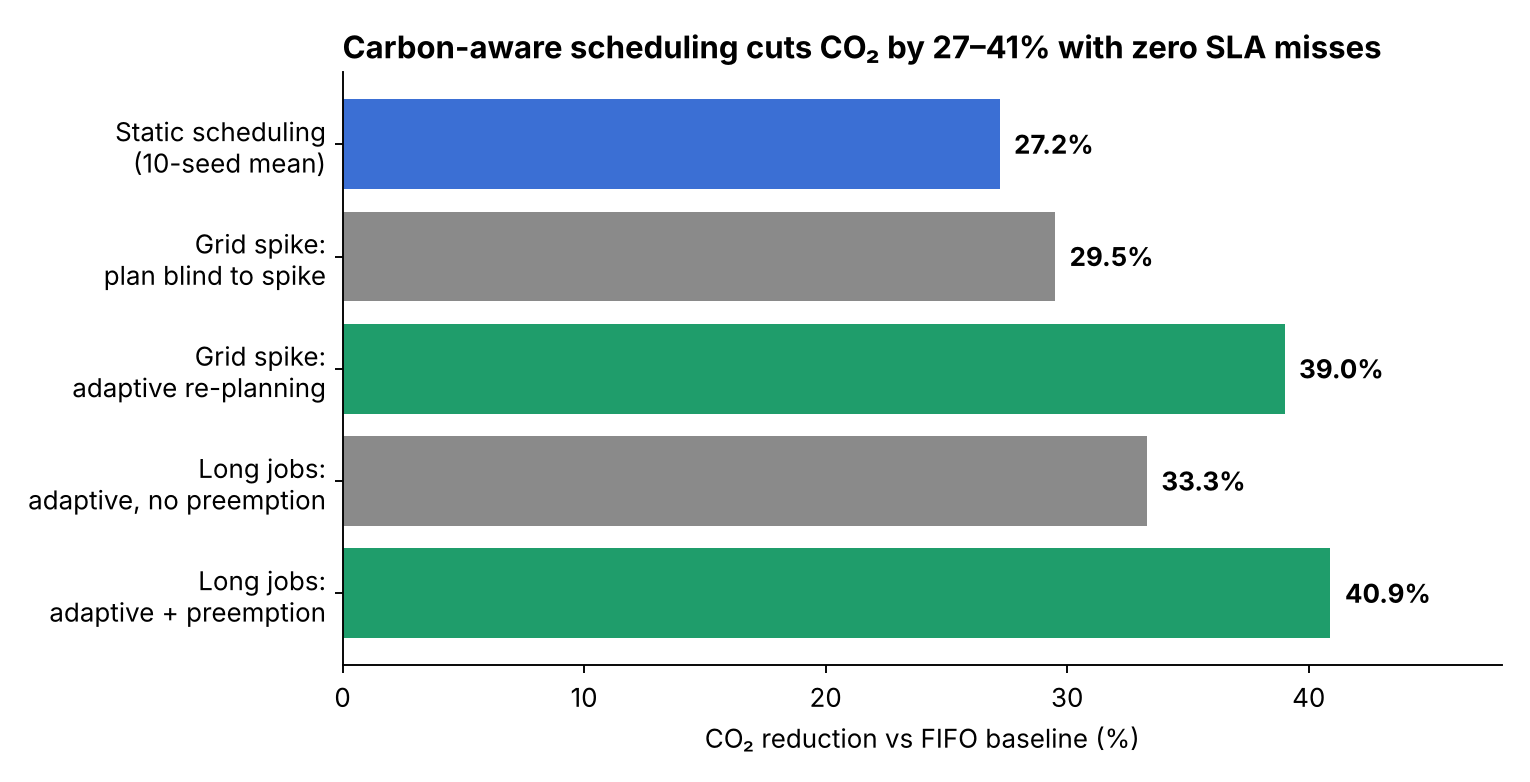 Carbon-aware scheduling cuts CO₂ by 27–41% with zero SLA misses
Static scheduling
(10-seed mean)
27.2%
Grid spike:
plan blind to spike
29.5%
Grid spike:
adaptive re-planning
39.0%
Long jobs:
adaptive, no preemption
33.3%
Long jobs:
adaptive + preemption
40.9%
0 10 20 30 40
CO₂ reduction vs FIFO baseline (%)